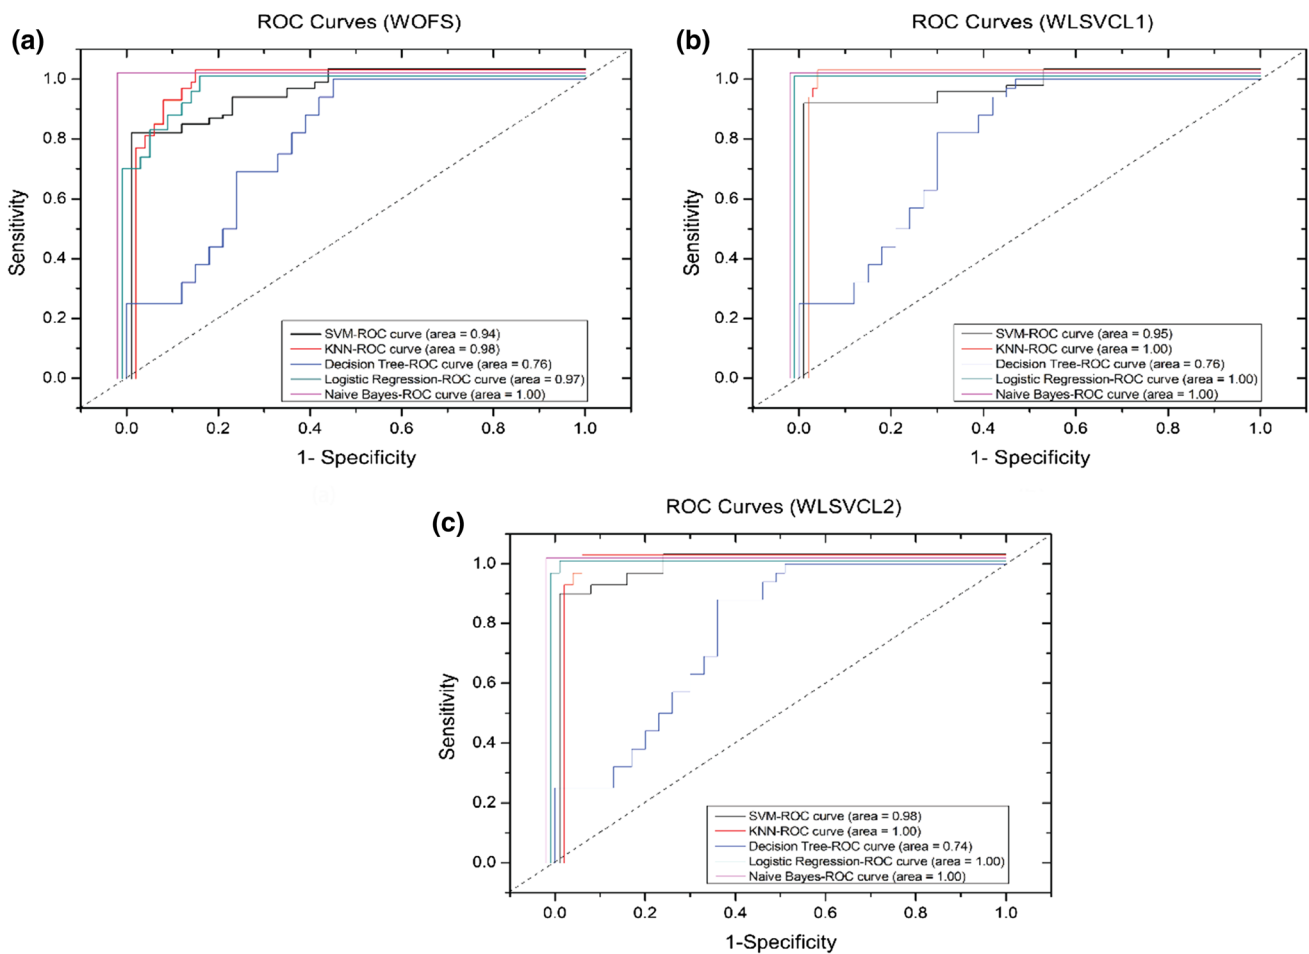 ROC Curves (WOFS)
(a)
1.0
0.8
0.6
0.4
0.2
0.0
Sensitivity
SVM-ROC curve (area = 0.94)
KNN-ROC curve (area = 0.98)
Decision Tree-ROC curve (area = 0.76)
Logistic Regression-ROC curve (area = 0.97)
Naive Bayes-ROC curve (area = 1.00)
0.0 0.2 0.4 0.6 0.8 1.0
1- Specificity
ROC Curves (WLSVCL1)
(b)
1.0
0.8
0.6
0.4
0.2
0.0
Sensitivity
SVM-ROC curve (area = 0.95)
KNN-ROC curve (area = 1.00)
Decision Tree-ROC curve (area = 0.76)
Logistic Regression-ROC curve (area = 1.00)
Naive Bayes-ROC curve (area = 1.00)
0.0 0.2 0.4 0.6 0.8 1.0
1- Specificity
ROC Curves (WLSVCL2)
(c)
1.0
0.8
0.6
0.4
0.2
0.0
Sensitivity
SVM-ROC curve (area = 0.98)
KNN-ROC curve (area = 1.00)
Decision Tree-ROC curve (area = 0.74)
Logistic Regression-ROC curve (area = 1.00)
Naive Bayes-ROC curve (area = 1.00)
0.0 0.2 0.4 0.6 0.8 1.0
1-Specificity